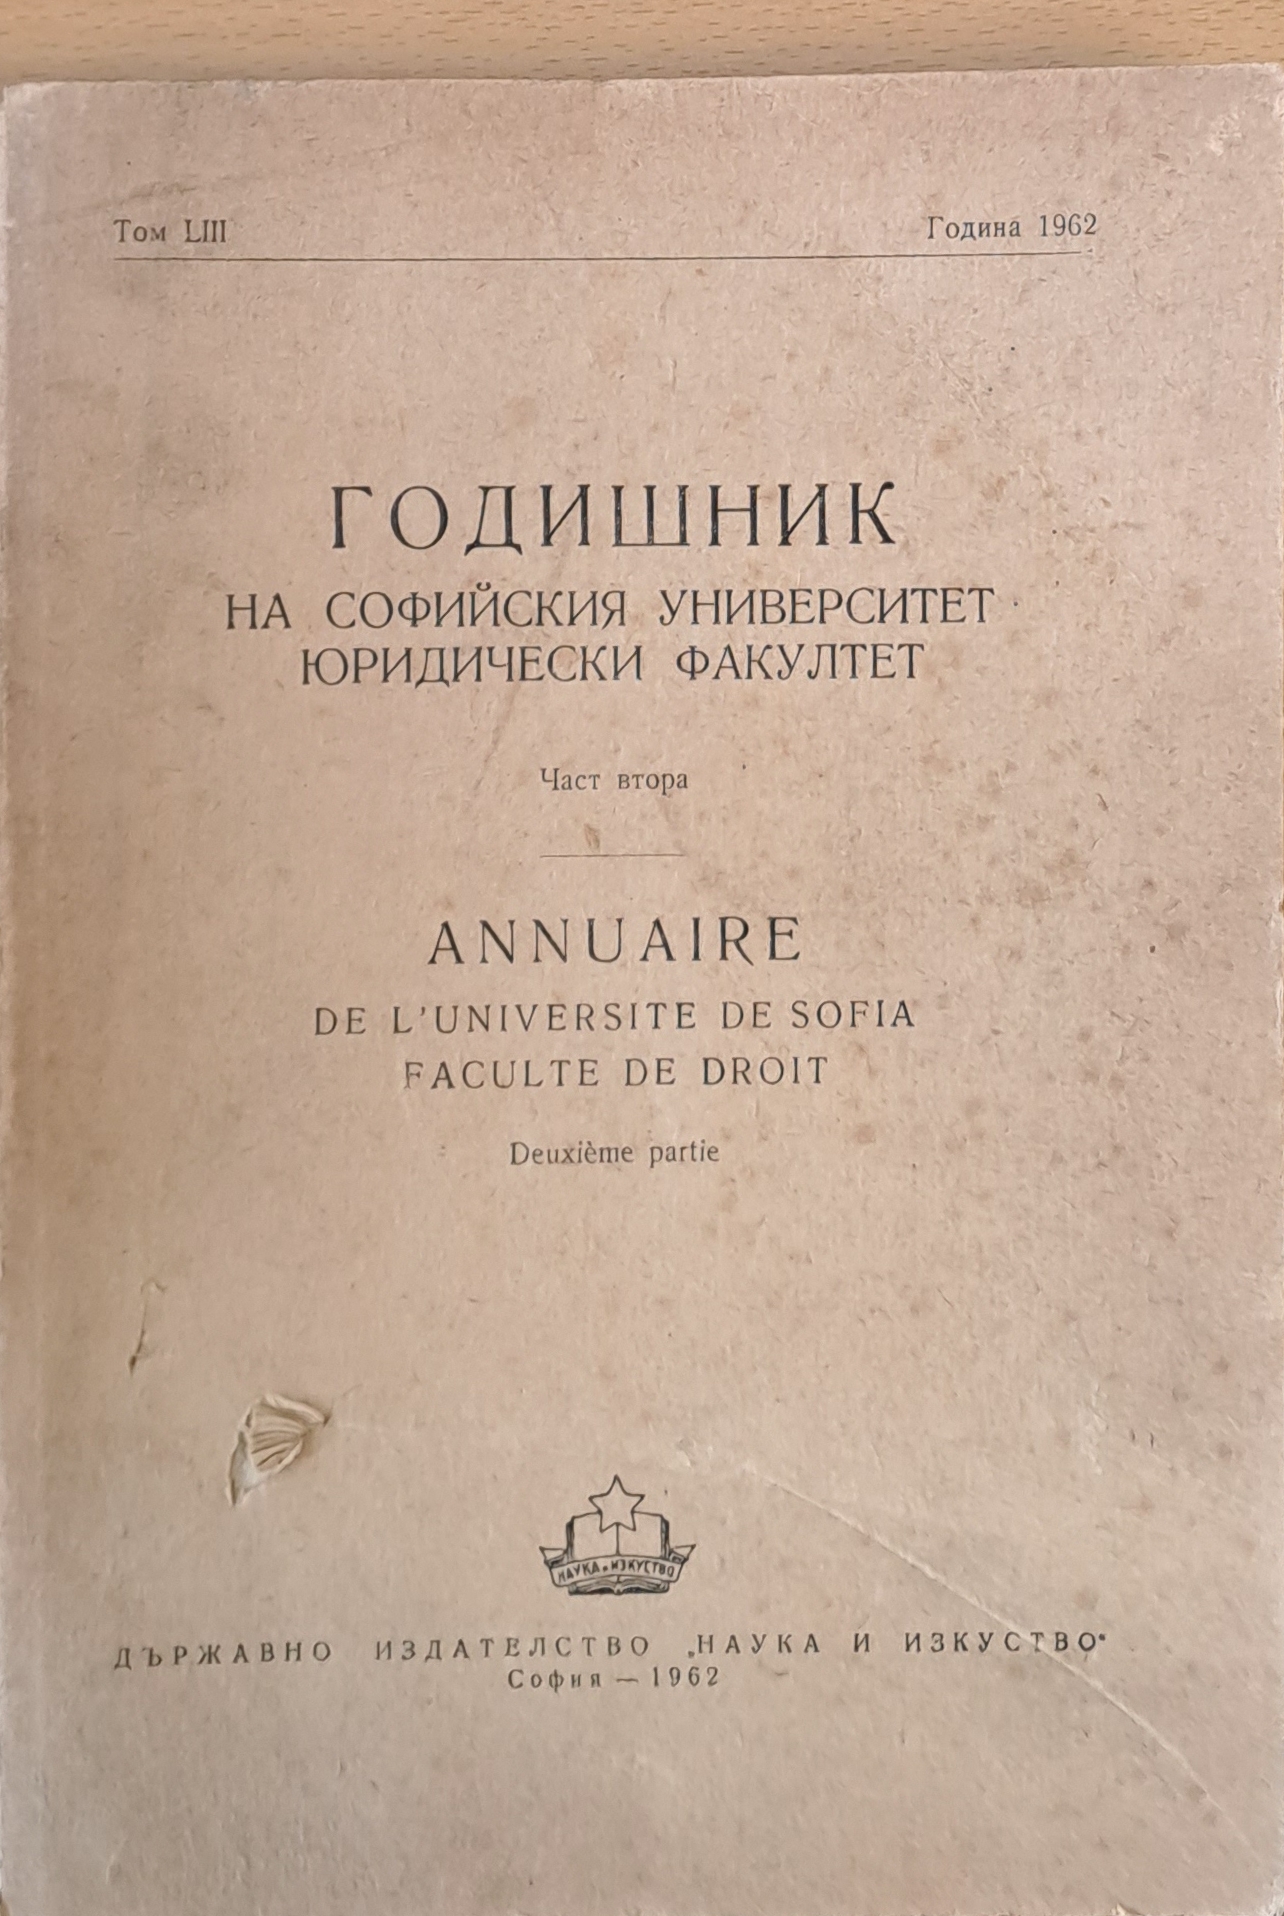 Том LIII
Година 1962
ГОДИШНИК
НА СОФИЙСКИЯ УНИВЕРСИТЕТ
ЮРИДИЧЕСКИ ФАКУЛТЕТ
Част втора
ANNUAIRE
DE L'UNIVERSITE DE SOFIA
FACULTE DE DROIT
Deuxième partie
НАУКА и ИЗКУСТВО
ДЪРЖАВНО ИЗДАТЕЛСТВО „НАУКА И ИЗКУСТВО“
София — 1962